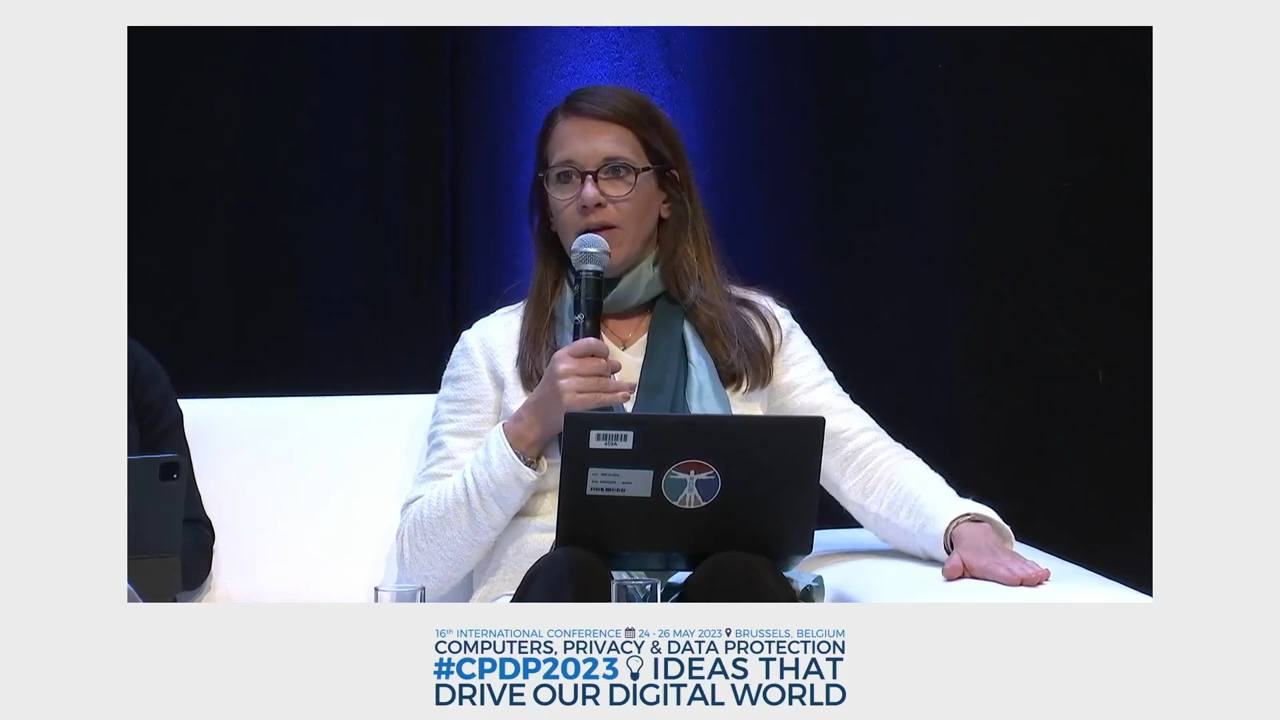 16th INTERNATIONAL CONFERENCE 24 - 26 MAY 2023 BRUSSELS, BELGIUM
COMPUTERS, PRIVACY & DATA PROTECTION
#CPDP2023 IDEAS THAT
DRIVE OUR DIGITAL WORLD